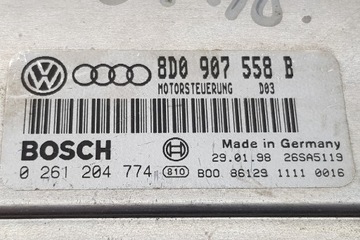 8D0 907 558 B
MOTORSTEUERUNG D03
BOSCH
Made in Germany
29.01.98 26SA5119
0 261 204 774 810 BOO 86129 1111 0016